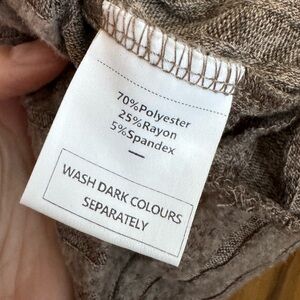 70%Polyester
25%Rayon
5%Spandex
WASH DARK COLOURS
SEPARATELY